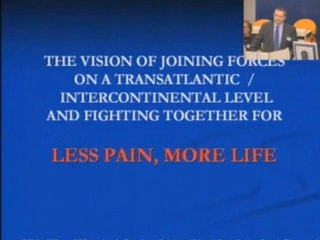 THE VISION OF JOINING FORCES
ON A TRANSATLANTIC /
INTERCONTINENTAL LEVEL
AND FIGHTING TOGETHER FOR
LESS PAIN, MORE LIFE